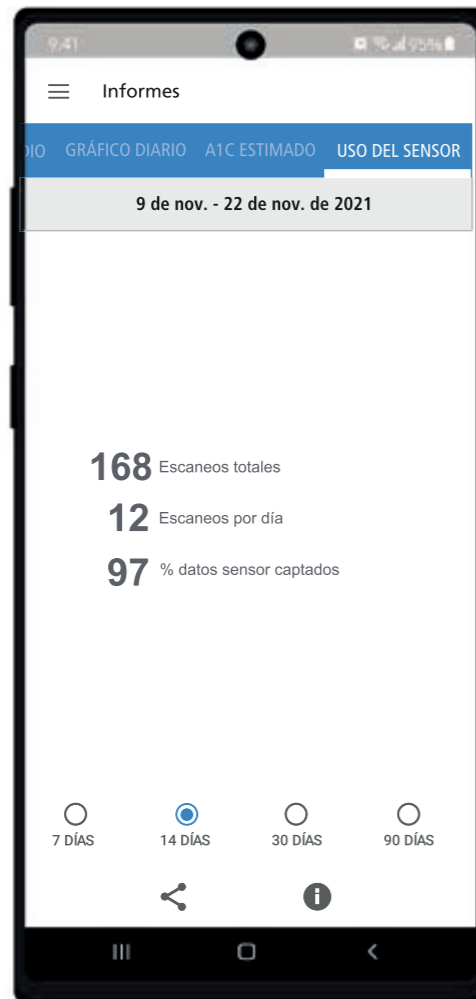 9:41
95%
Informes
DIO GRÁFICO DIARIO A1C ESTIMADO USO DEL SENSOR
9 de nov. - 22 de nov. de 2021
168 Escaneos totales
12 Escaneos por día
97 % datos sensor captados
7 DÍAS 14 DÍAS 30 DÍAS 90 DÍAS